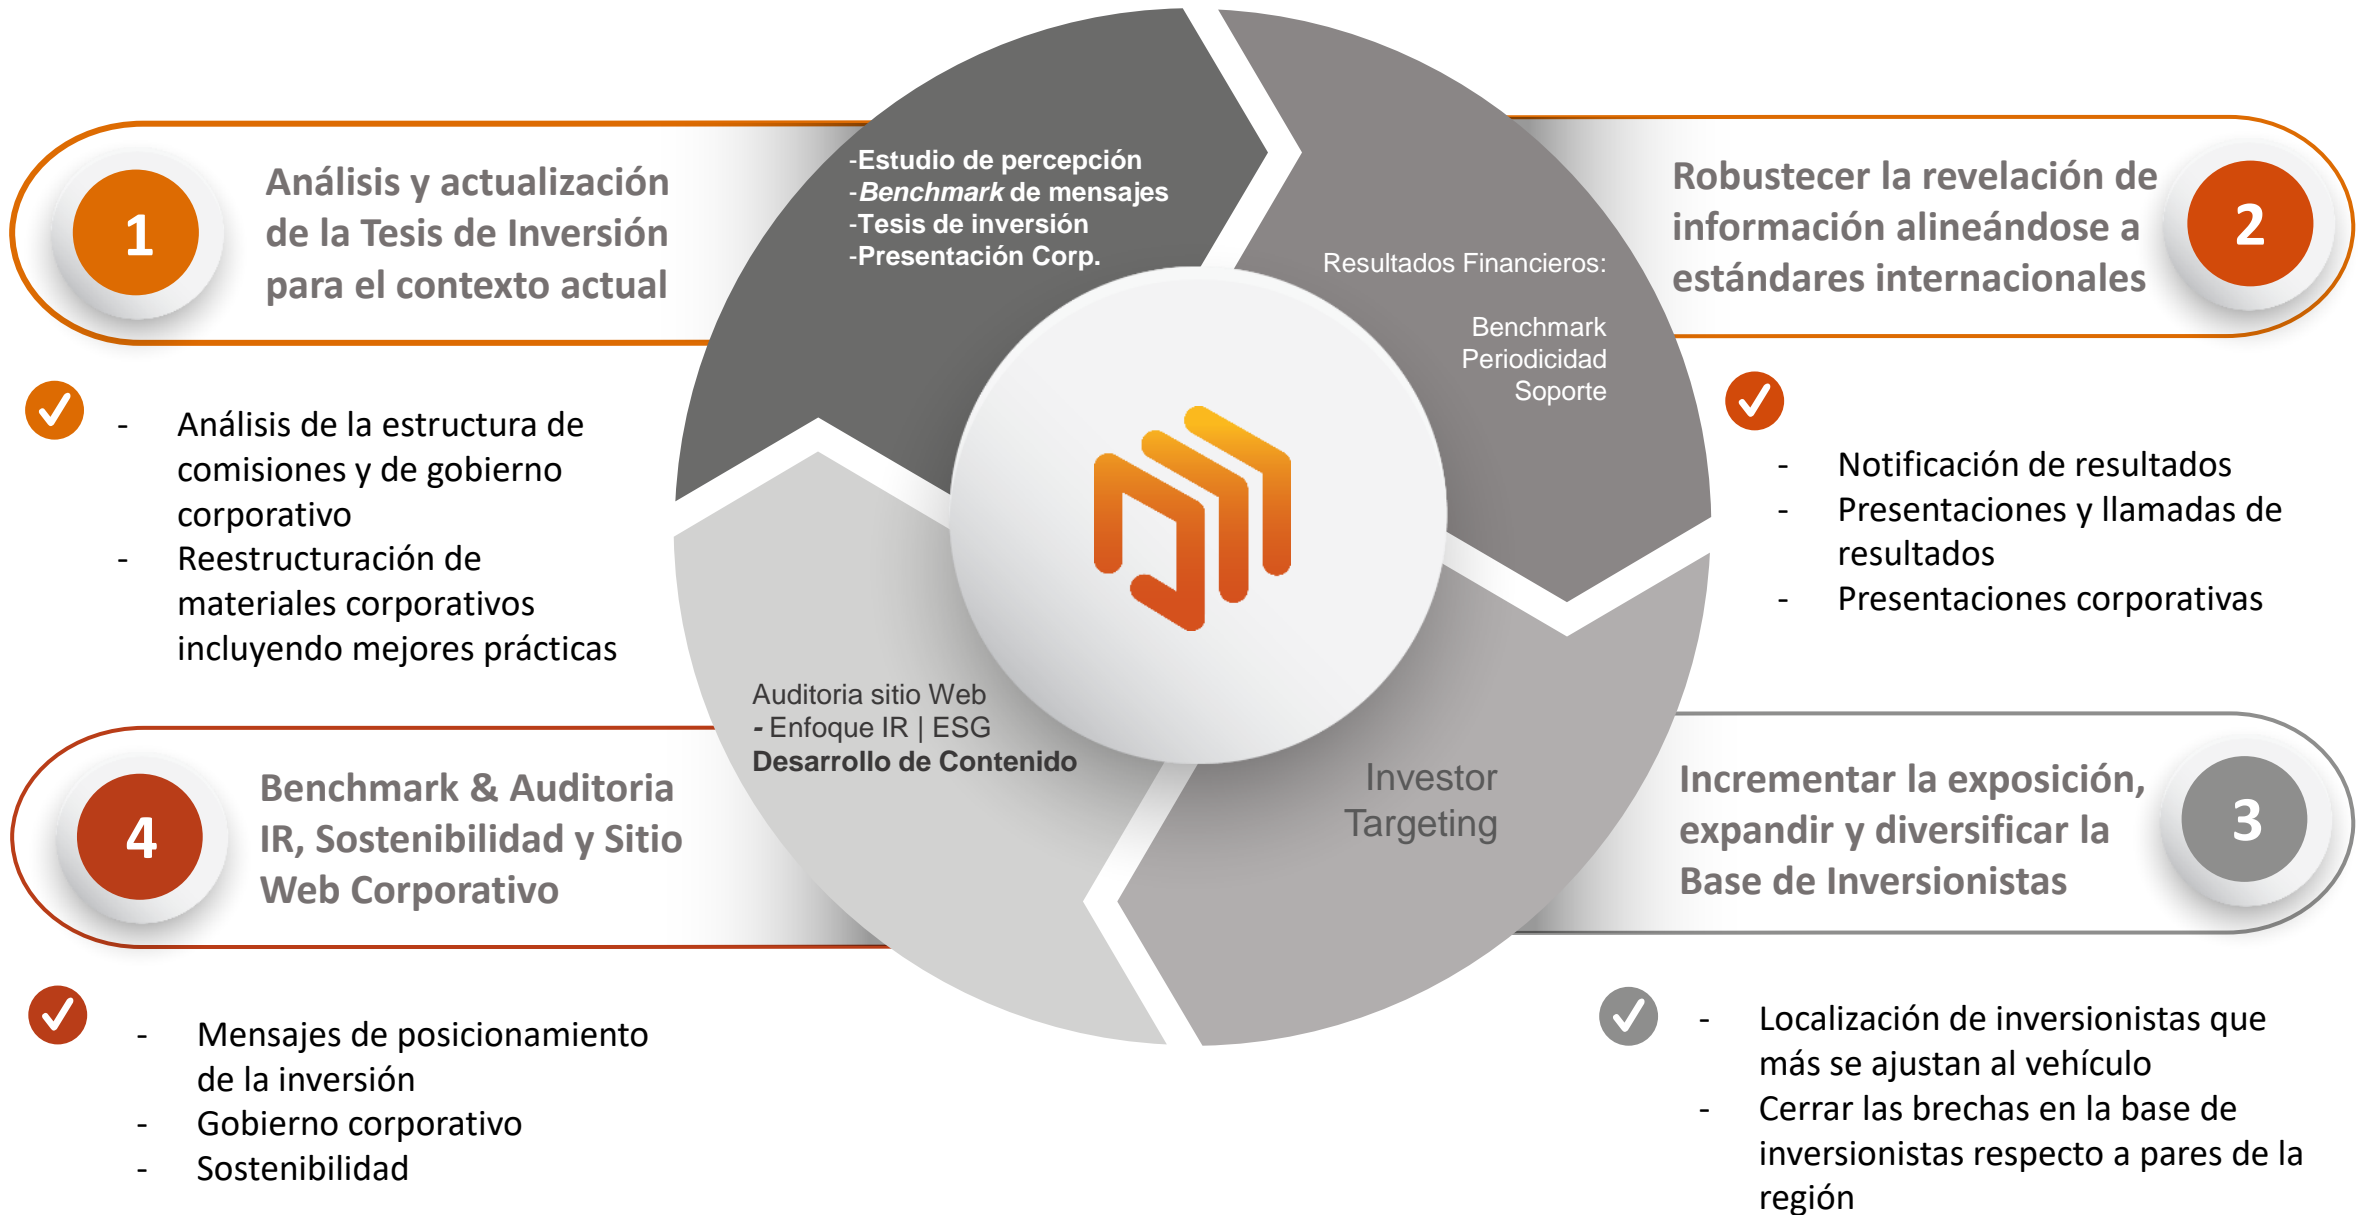 1
Análisis y actualización
de la Tesis de Inversión
para el contexto actual
-Estudio de percepción
-Benchmark de mensajes
-Tesis de inversión
-Presentación Corp.
- Análisis de la estructura de
comisiones y de gobierno
corporativo
- Reestructuración de
materiales corporativos
incluyendo mejores prácticas
Resultados Financieros:
Benchmark
Periodicidad
Soporte
Robustecer la revelación de
información alineándose a
estándares internacionales
2
- Notificación de resultados
- Presentaciones y llamadas de
resultados
- Presentaciones corporativas
Investor
Targeting
Incrementar la exposición,
expandir y diversificar la
Base de Inversionistas
3
- Localización de inversionistas que
más se ajustan al vehículo
- Cerrar las brechas en la base de
inversionistas respecto a pares de la
región
4
Benchmark & Auditoria
IR, Sostenibilidad y Sitio
Web Corporativo
Auditoria sitio Web
- Enfoque IR | ESG
Desarrollo de Contenido
- Mensajes de posicionamiento
de la inversión
- Gobierno corporativo
- Sostenibilidad